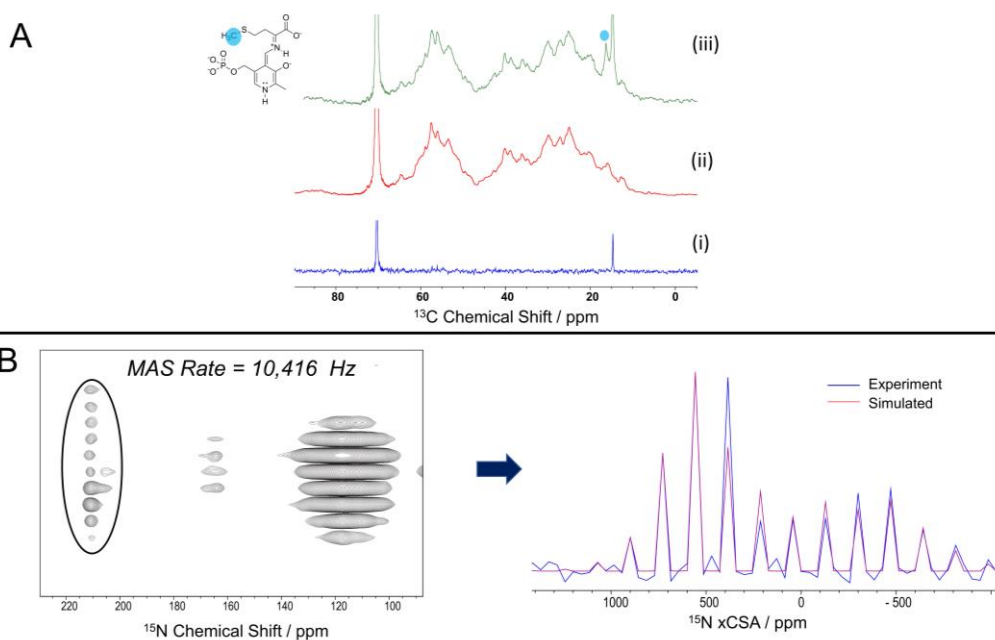 A
H₃C
S
O
O⁻
N
H
O
⁻O
P
O⁻
O
O⁻
N
H
(iii)
(ii)
(i)
80 60 40 20 0
¹³C Chemical Shift / ppm
B
MAS Rate = 10,416 Hz
220 200 180 160 140 120 100
¹⁵N Chemical Shift / ppm
Experiment
Simulated
1000 500 0 - 500
¹⁵N xCSA / ppm